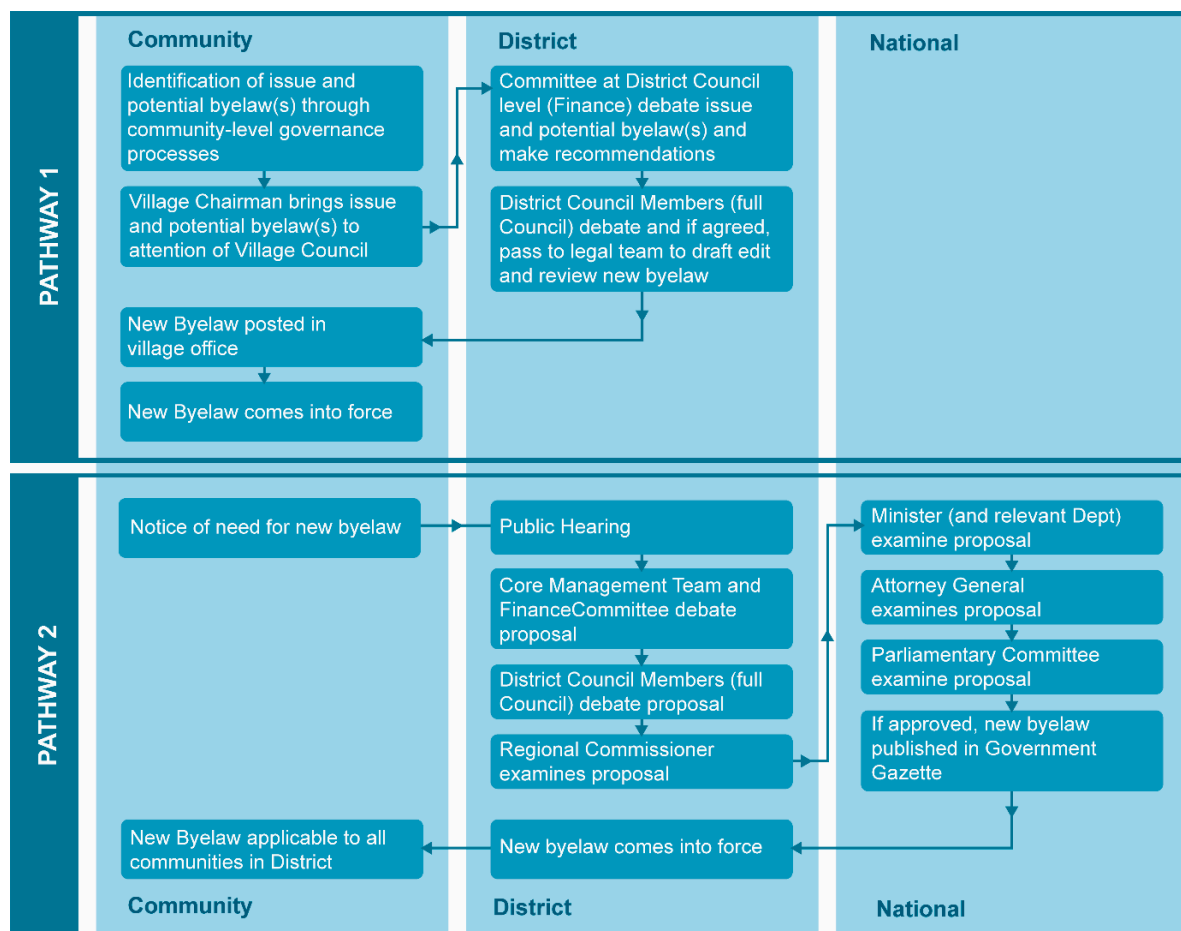 Community
District
National
PATHWAY 1
Identification of issue and
potential byelaw(s) through
community-level governance
processes
Village Chairman brings issue
and potential byelaw(s) to
attention of Village Council
Committee at District Council
level (Finance) debate issue
and potential byelaw(s) and
make recommendations
District Council Members (full
Council) debate and if agreed,
pass to legal team to draft edit
and review new byelaw
New Byelaw posted in
village office
New Byelaw comes into force
PATHWAY 2
Notice of need for new byelaw
Public Hearing
Core Management Team and
FinanceCommittee debate
proposal
District Council Members (full
Council) debate proposal
Regional Commissioner
examines proposal
Minister (and relevant Dept)
examine proposal
Attorney General
examines proposal
Parliamentary Committee
examine proposal
If approved, new byelaw
published in Government
Gazette
New byelaw comes into force
New Byelaw applicable to all
communities in District
Community
District
National